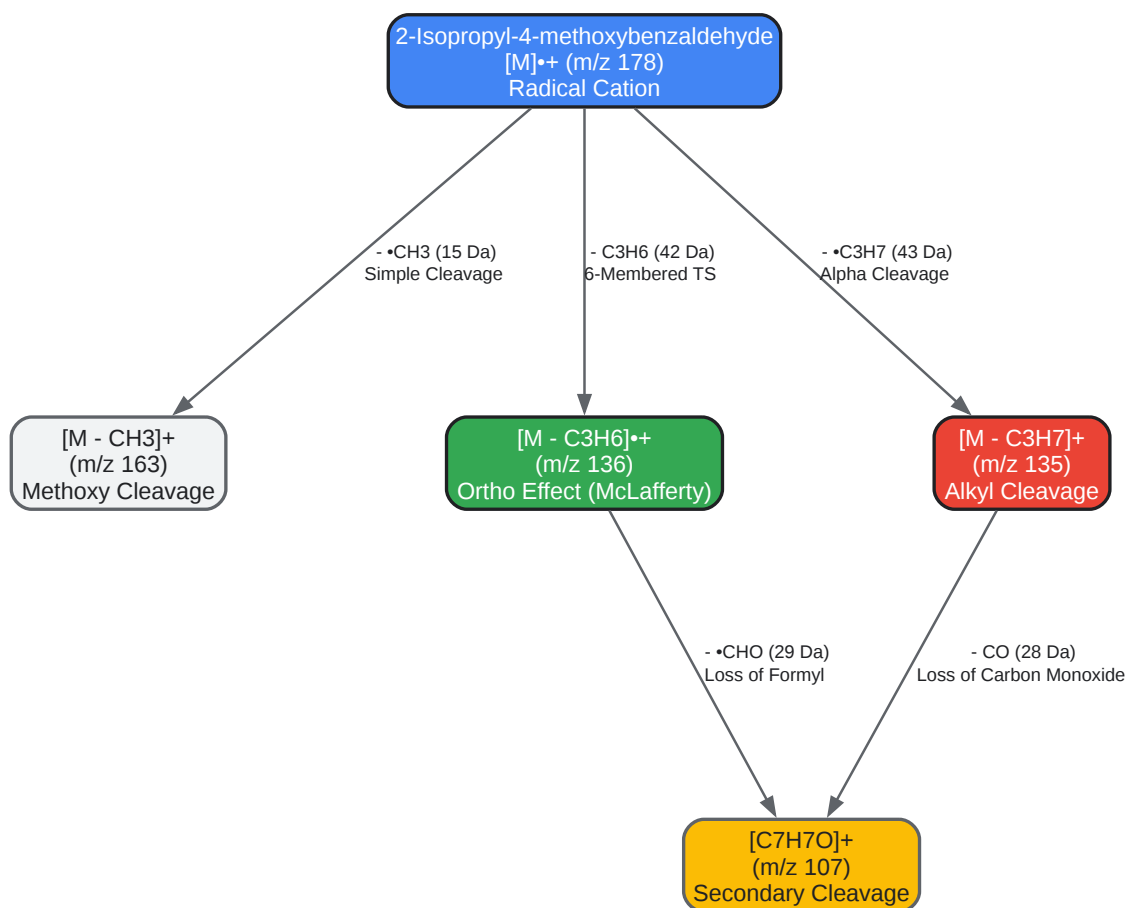 2-Isopropyl-4-methoxybenzaldehyde
[M]•+ (m/z 178)
Radical Cation
- •CH3 (15 Da)
Simple Cleavage
- C3H6 (42 Da)
6-Membered TS
- •C3H7 (43 Da)
Alpha Cleavage
[M - CH3]+
(m/z 163)
Methoxy Cleavage
[M - C3H6]•+
(m/z 136)
Ortho Effect (McLafferty)
[M - C3H7]+
(m/z 135)
Alkyl Cleavage
- •CHO (29 Da)
Loss of Formyl
- CO (28 Da)
Loss of Carbon Monoxide
[C7H7O]+
(m/z 107)
Secondary Cleavage